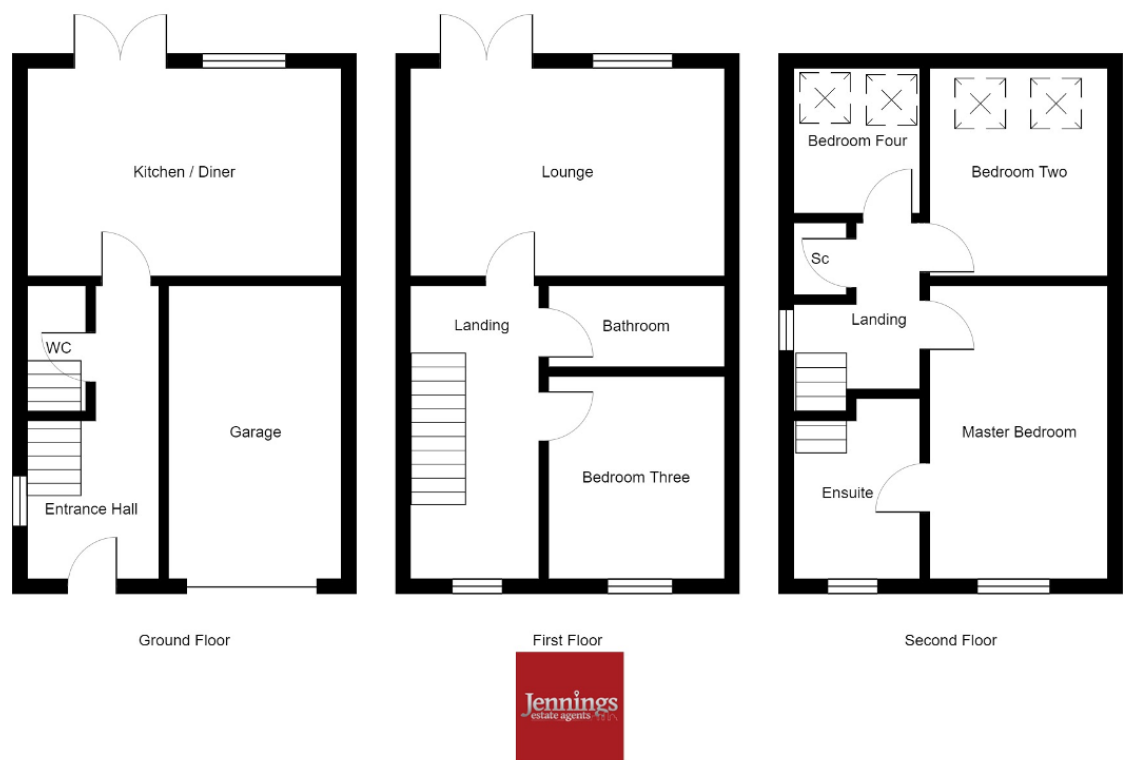 Kitchen / Diner
WC
Garage
Entrance Hall
Ground Floor
Lounge
Landing
Bathroom
Bedroom Three
First Floor
Bedroom Four
Bedroom Two
Sc
Landing
Master Bedroom
Ensuite
Second Floor
Jennings
estate agents